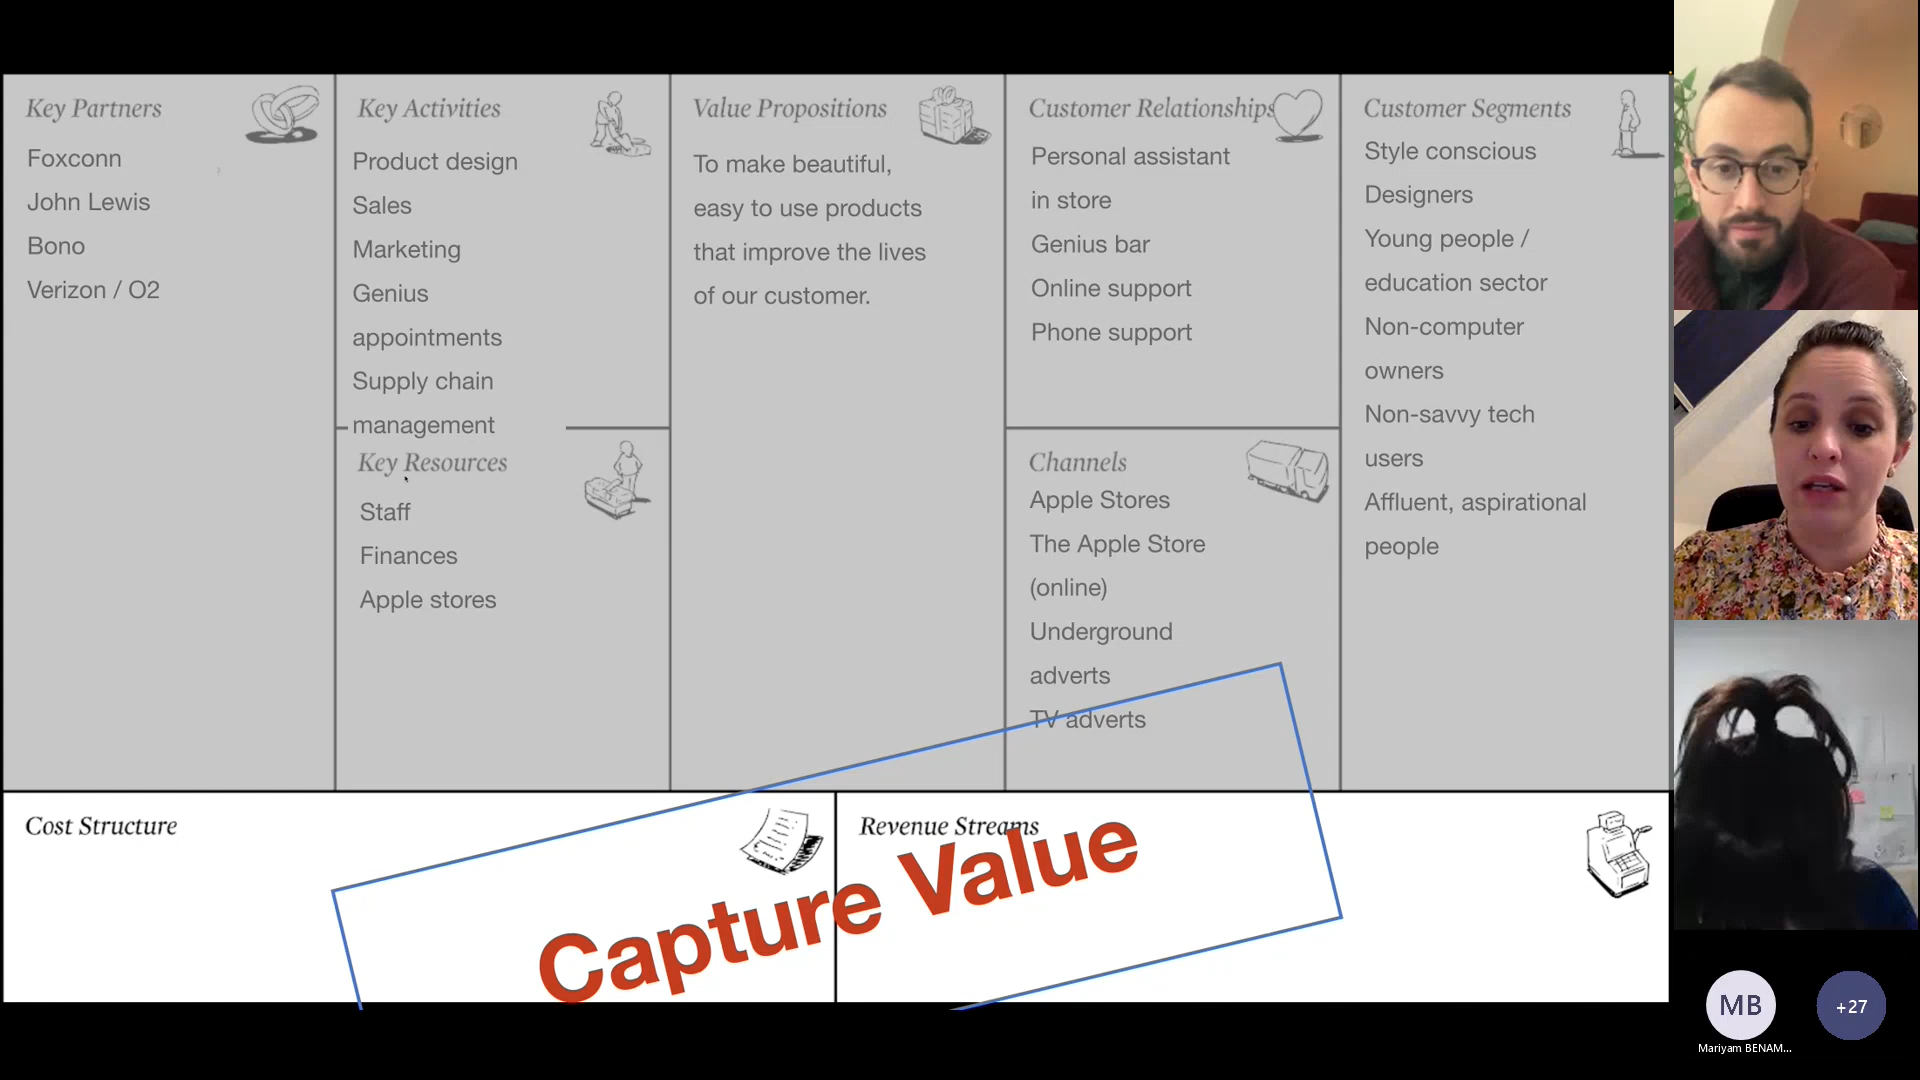 Key Partners
Foxconn
John Lewis
Bono
Verizon / O2
Key Activities
Product design
Sales
Marketing
Genius
appointments
Supply chain
management
Key Resources
Staff
Finances
Apple stores
Value Propositions
To make beautiful,
easy to use products
that improve the lives
of our customer.
Customer Relationships
Personal assistant
in store
Genius bar
Online support
Phone support
Channels
Apple Stores
The Apple Store
(online)
Underground
adverts
TV adverts
Customer Segments
Style conscious
Designers
Young people /
education sector
Non-computer
owners
Non-savvy tech
users
Affluent, aspirational
people
Cost Structure
Revenue Streams
Capture Value
MB
+27
Mariyam BENAM...